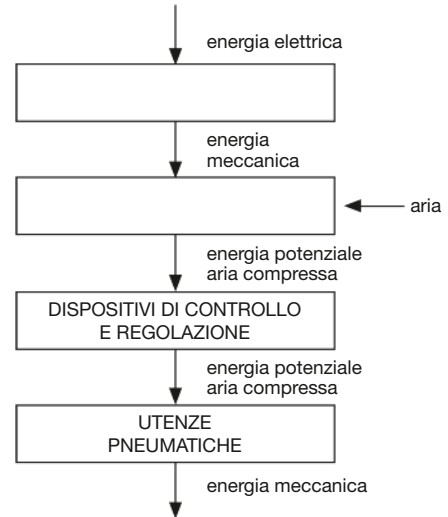 energia elettrica
energia
meccanica
aria
energia potenziale
aria compressa
DISPOSITIVI DI CONTROLLO
E REGOLAZIONE
energia potenziale
aria compressa
UTENZE
PNEUMATICHE
energia meccanica